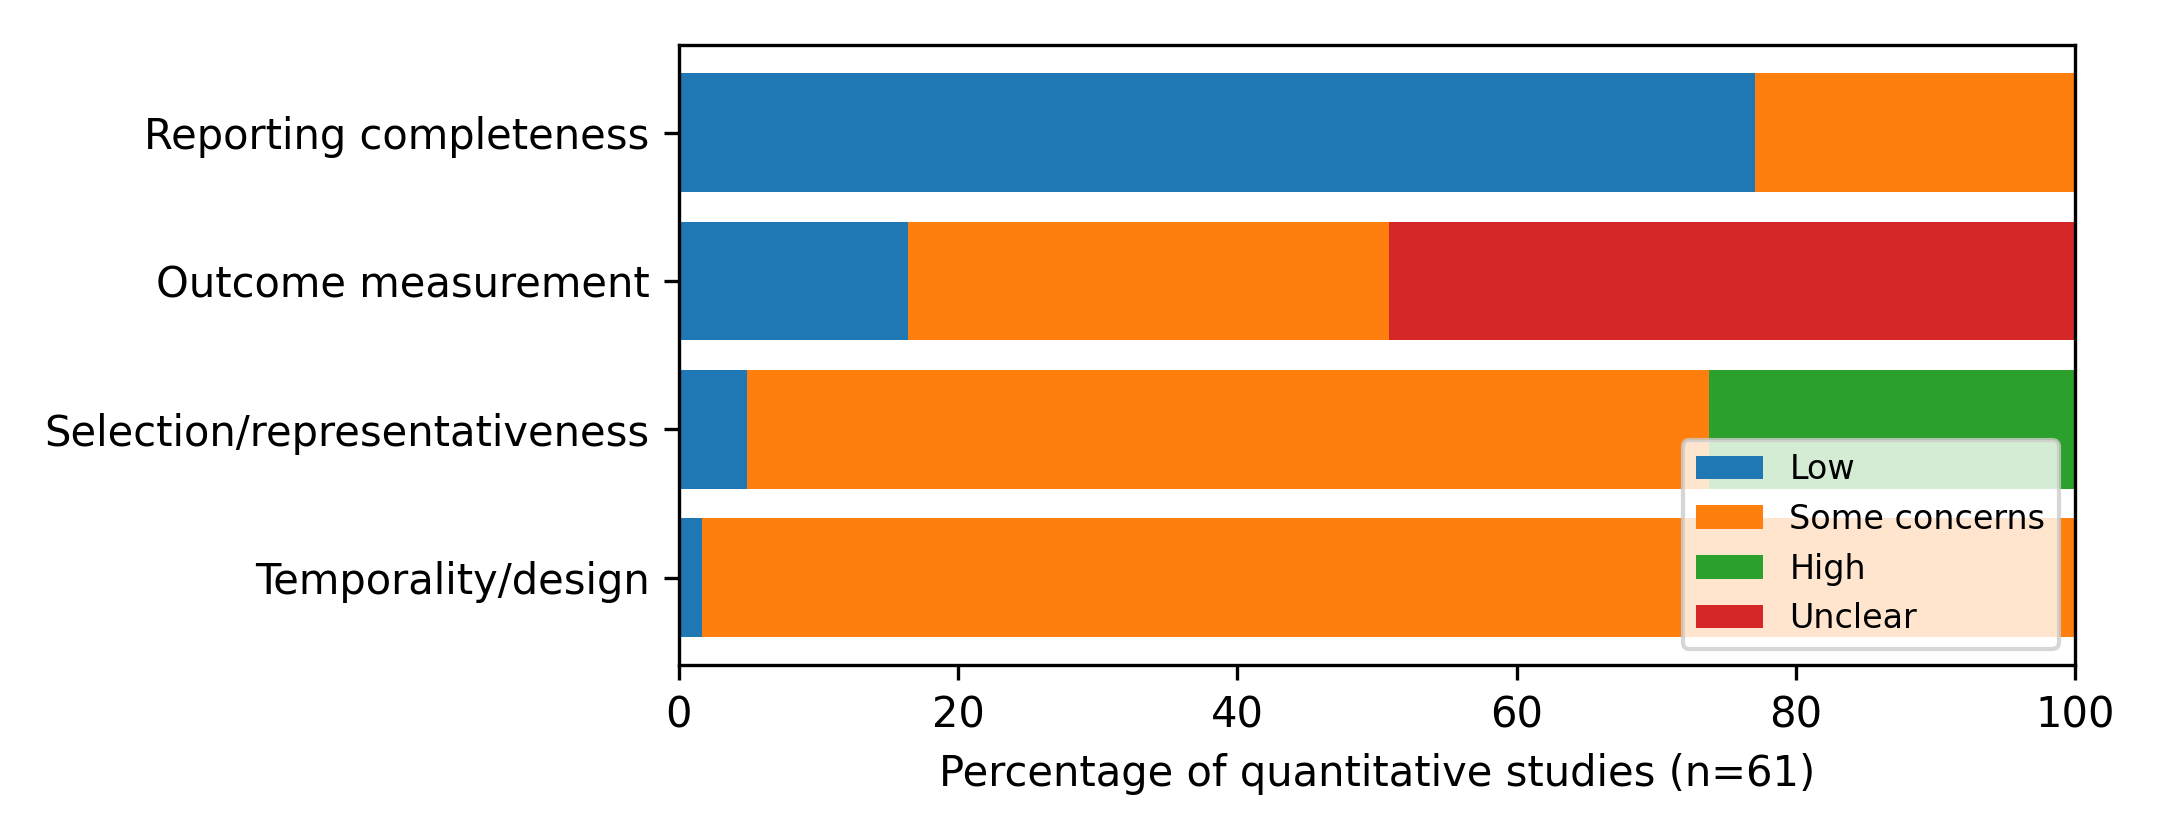 Reporting completeness
Outcome measurement
Selection/representativeness
Temporality/design
Low
Some concerns
High
Unclear
0 20 40 60 80 100
Percentage of quantitative studies (n=61)